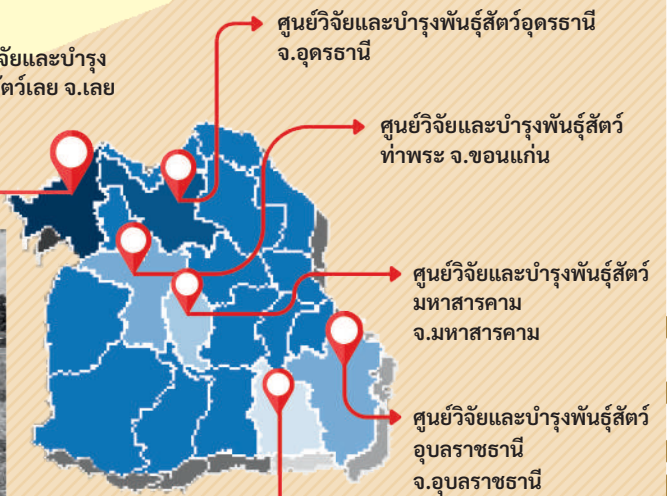 ศูนย์วิจัยและบำรุงพันธุ์สัตว์อุดรธานี
จ.อุดรธานี
จัยและบำรุง
ัตว์เลย จ.เลย
ศูนย์วิจัยและบำรุงพันธุ์สัตว์
ท่าพระ จ.ขอนแก่น
ศูนย์วิจัยและบำรุงพันธุ์สัตว์
มหาสารคาม
จ.มหาสารคาม
ศูนย์วิจัยและบำรุงพันธุ์สัตว์
อุบลราชธานี
จ.อุบลราชธานี